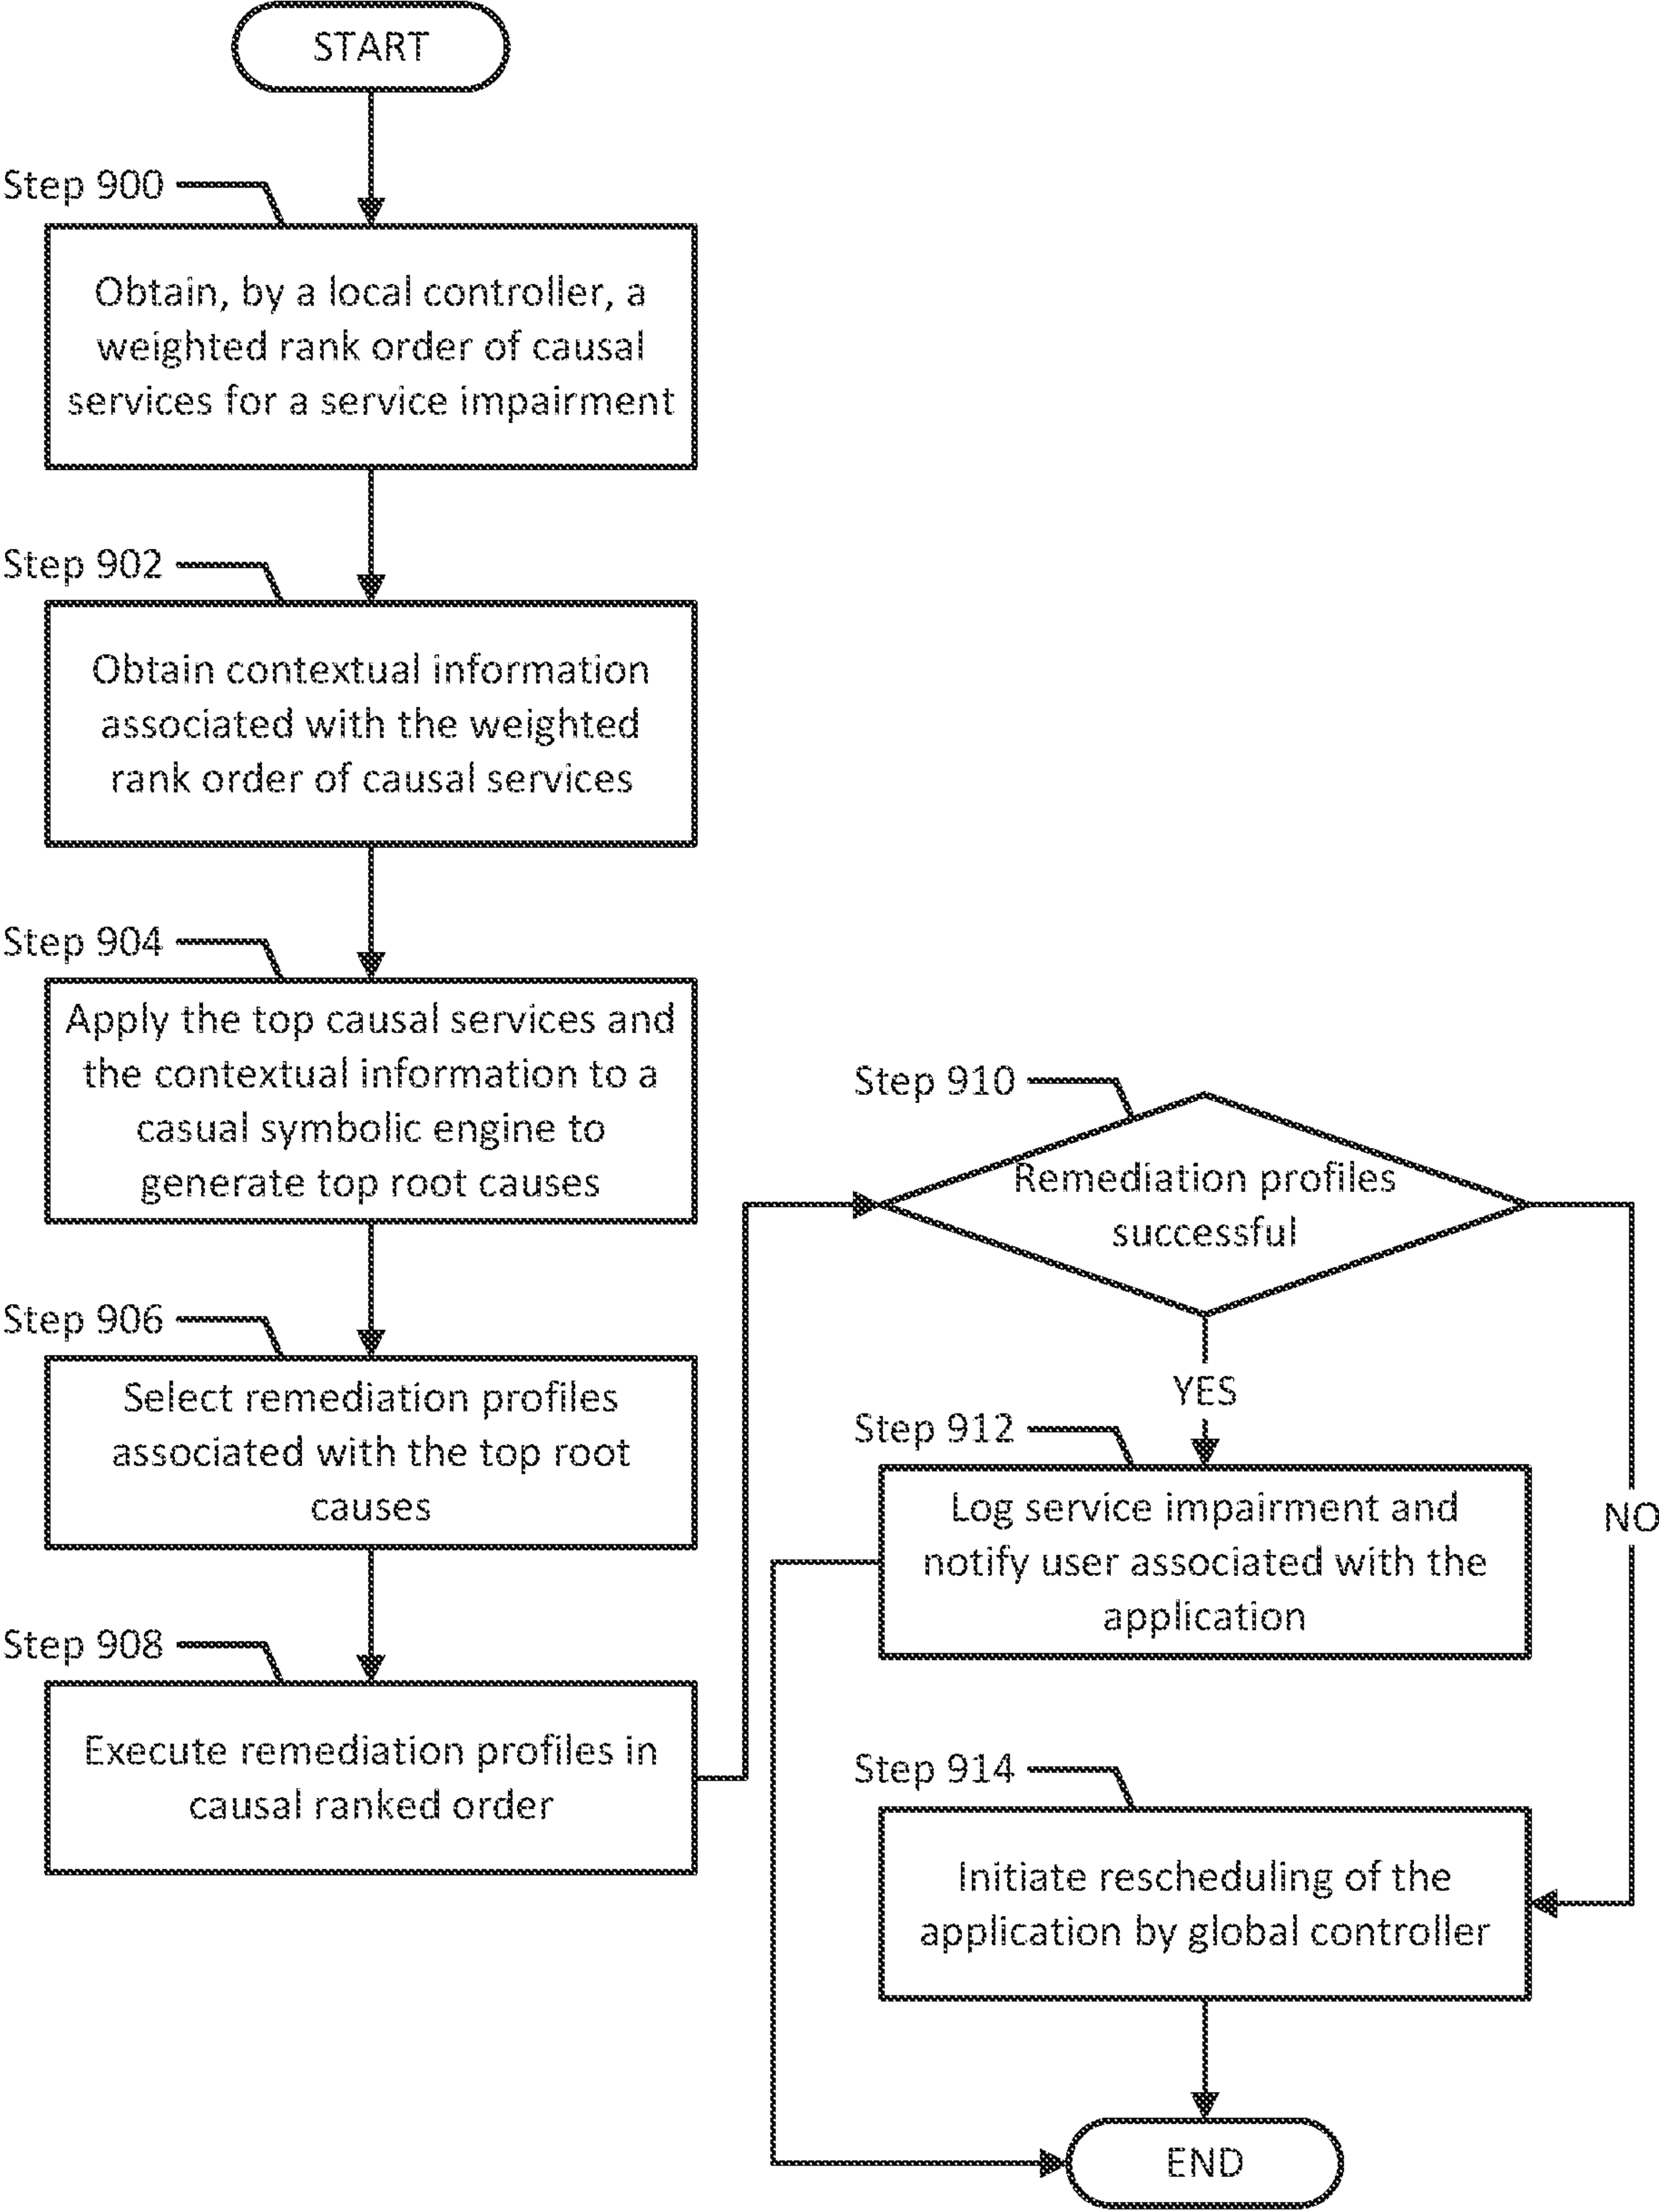 START
Step 900
Obtain, by a local controller, a
weighted rank order of causal
services for a service impairment
Step 902
Obtain contextual information
associated with the weighted
rank order of causal services
Step 904
Apply the top causal services and
the contextual information to a
casual symbolic engine to
generate top root causes
Step 906
Select remediation profiles
associated with the top root
causes
Step 908
Execute remediation profiles in
causal ranked order
Step 910
Remediation profiles
successful
YES
NO
Step 912
Log service impairment and
notify user associated with the
application
Step 914
Initiate rescheduling of the
application by global controller
END